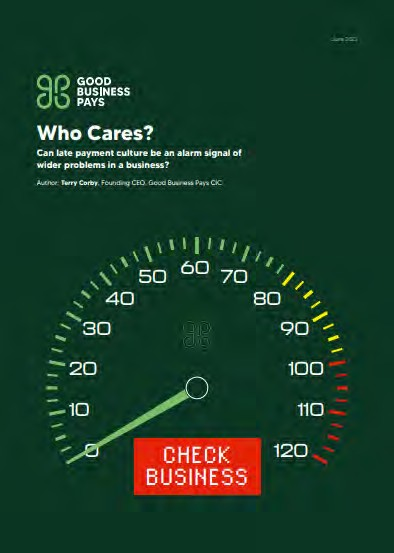 June 2023
GOOD
BUSINESS
PAYS
Who Cares?
Can late payment culture be an alarm signal of
wider problems in a business?
Author: Terry Corby, Founding CEO, Good Business Pays CIC
60
50
70
40
80
30
90
20
100
10
110
0
120
CHECK
BUSINESS